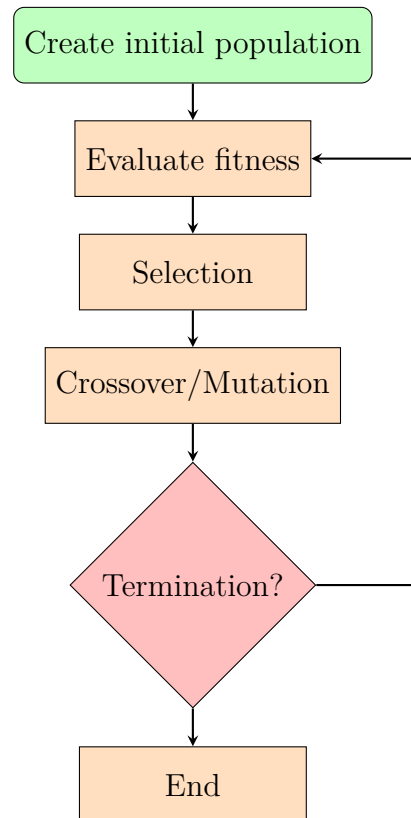 Create initial population
Evaluate fitness
Selection
Crossover/Mutation
Termination?
End